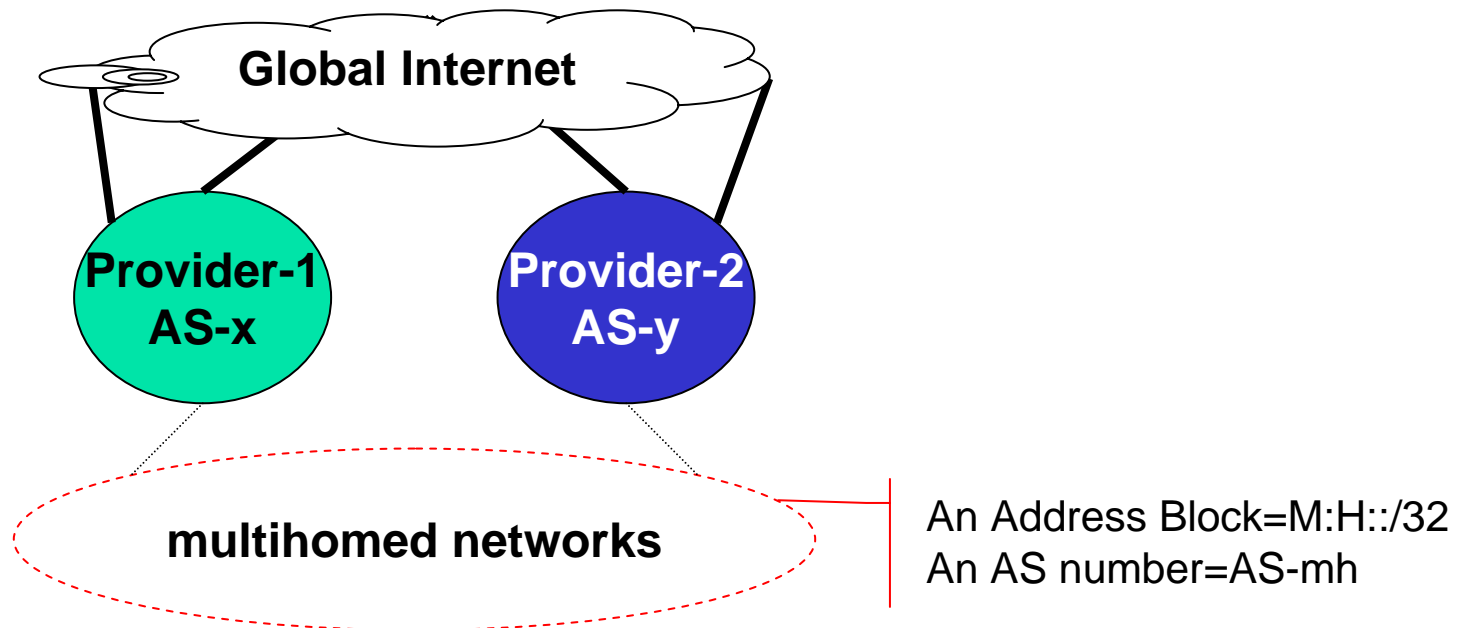 Global Internet
Provider-1
AS-x
Provider-2
AS-y
multihomed networks
An Address Block=M:H::/32
An AS number=AS-mh